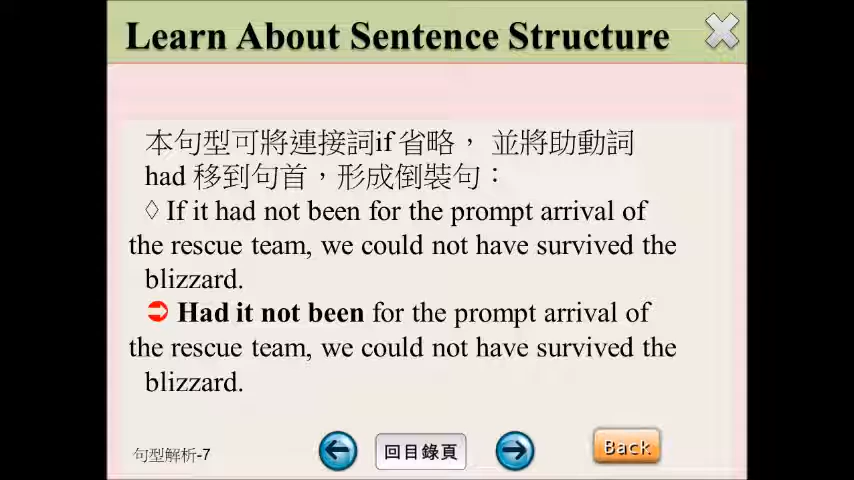 Learn About Sentence Structure
本句型可將連接詞if 省略， 並將助動詞
had 移到句首，形成倒裝句：
◊ If it had not been for the prompt arrival of
the rescue team, we could not have survived the
blizzard.
➲ Had it not been for the prompt arrival of
the rescue team, we could not have survived the
blizzard.
句型解析-7
回目錄頁
Back